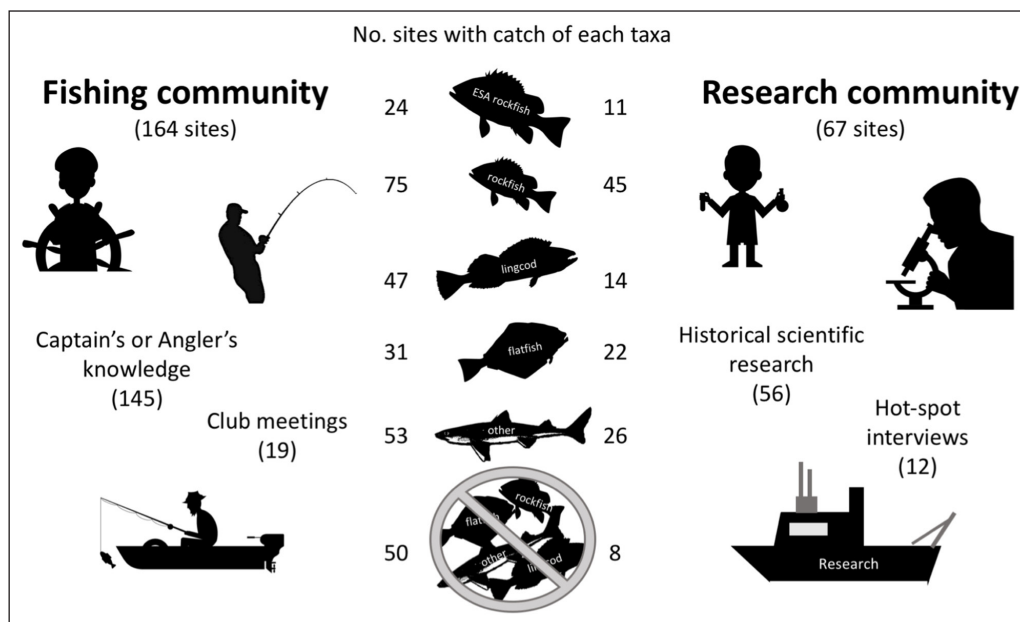 No. sites with catch of each taxa
Fishing community
(164 sites)
Research community
(67 sites)
24
ESA rockfish
11
75
rockfish
45
47
lingcod
14
31
flatfish
22
53
other
26
50
rockfish
flatfish
other
lingcod
8
Captain's or Angler's
knowledge
(145)
Club meetings
(19)
Historical scientific
research
(56)
Hot-spot
interviews
(12)
Research